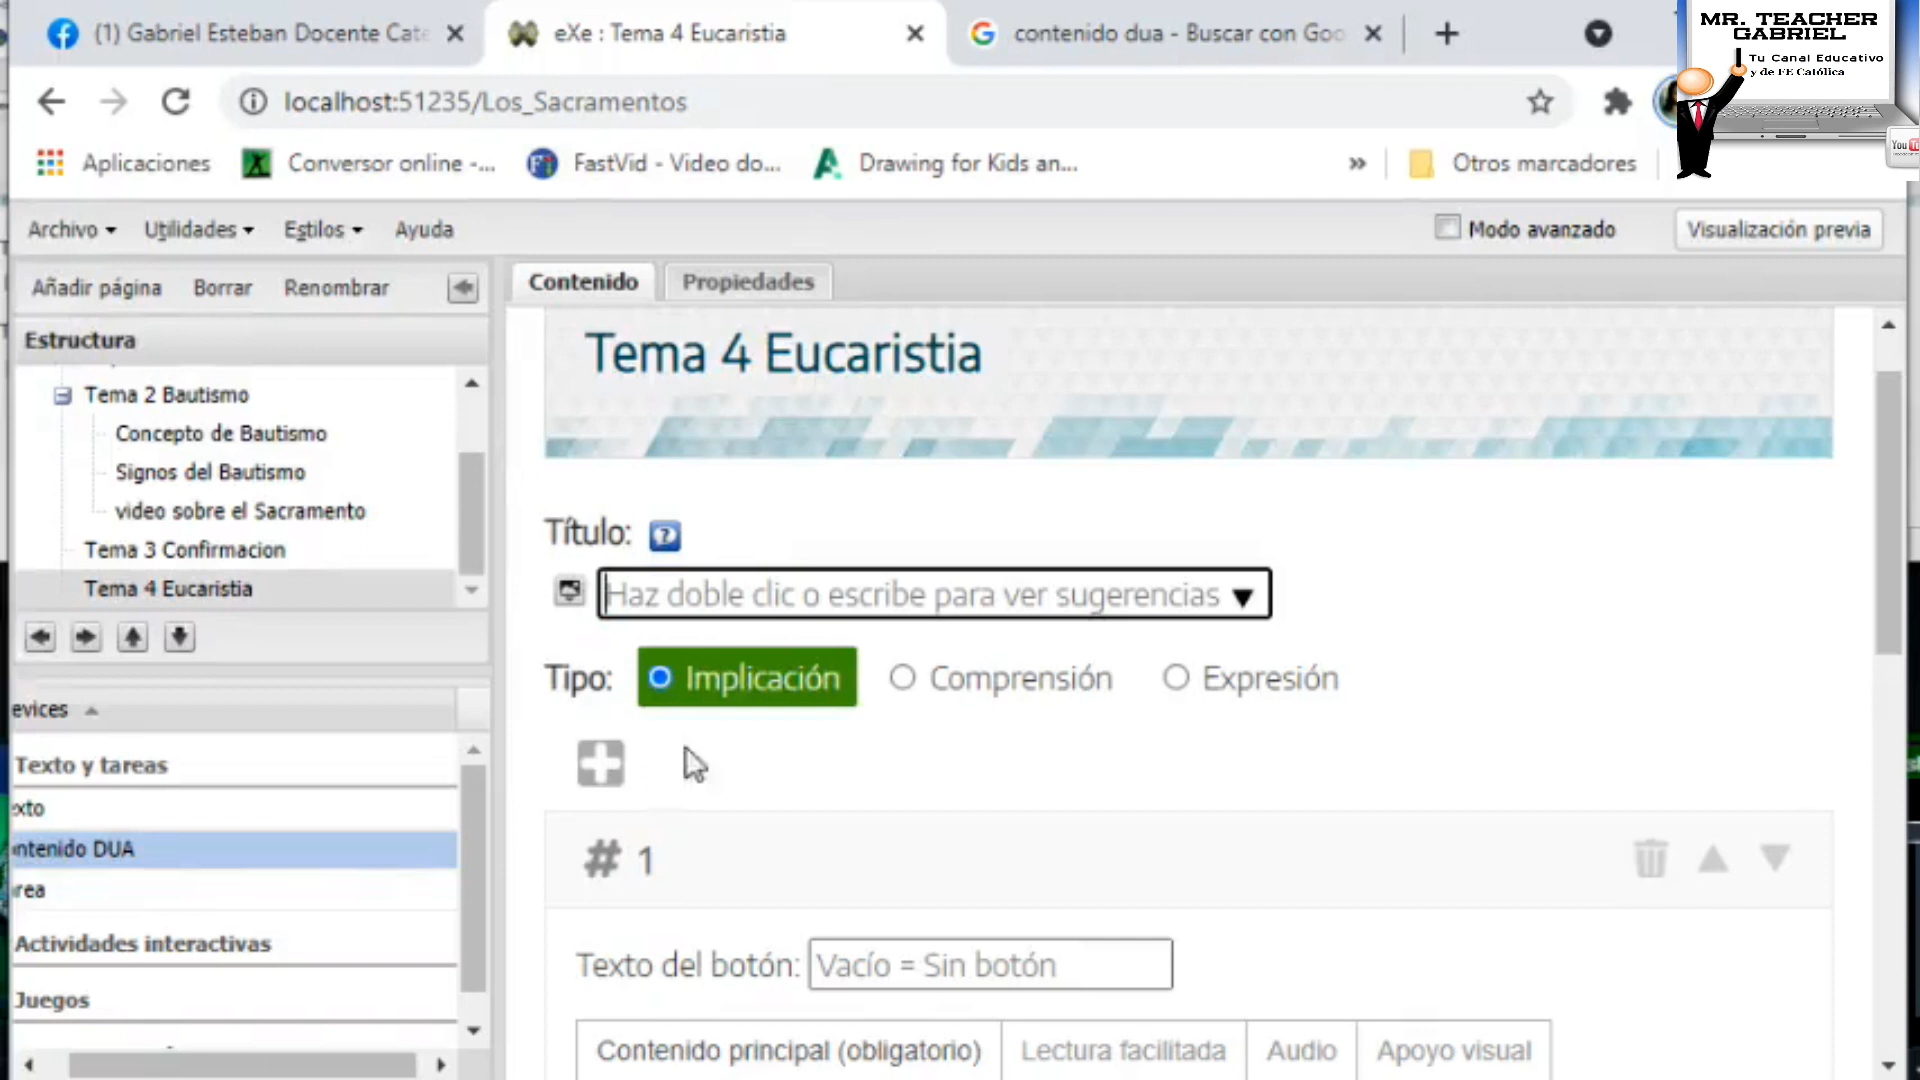 (1) Gabriel Esteban Docente Cate
eXe : Tema 4 Eucaristia
contenido dua - Buscar con Goo
MR. TEACHER
GABRIEL
Tu Canal Educativo
y de FE Católica
You
localhost:51235/Los_Sacramentos
Aplicaciones
Conversor online -...
FastVid - Video do...
Drawing for Kids an...
»
Otros marcadores
Archivo
Utilidades
Estilos
Ayuda
Modo avanzado
Visualización previa
Añadir página
Borrar
Renombrar
Contenido
Propiedades
Estructura
Tema 2 Bautismo
Concepto de Bautismo
Signos del Bautismo
video sobre el Sacramento
Tema 3 Confirmacion
Tema 4 Eucaristia
evices
Texto y tareas
exto
ontenido DUA
area
Actividades interactivas
Juegos
Tema 4 Eucaristia
Título:
Haz doble clic o escribe para ver sugerencias
Tipo:
Implicación
Comprensión
Expresión
# 1
Texto del botón:
Vacío = Sin botón
Contenido principal (obligatorio)
Lectura facilitada
Audio
Apoyo visual